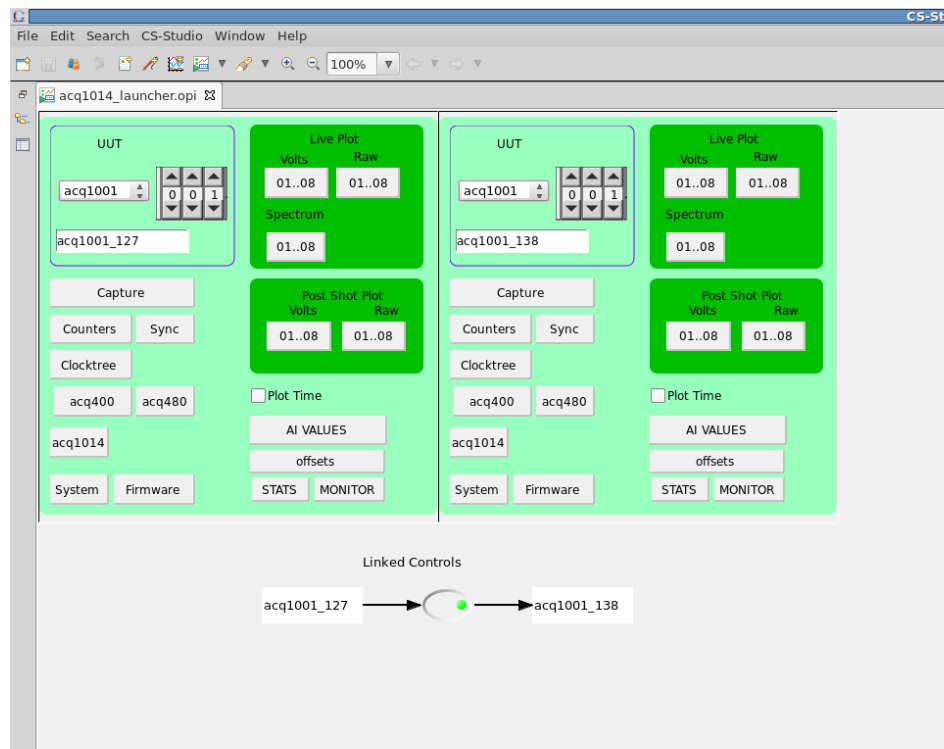 CS-Stu
File Edit Search CS-Studio Window Help
100%
acq1014_launcher.opi
UUT
acq1001
0 0 1
acq1001_127
Live Plot
Volts Raw
01..08 01..08
Spectrum
01..08
Capture
Counters Sync
Clocktree
acq400 acq480
acq1014
System Firmware
Post Shot Plot
Volts Raw
01..08 01..08
Plot Time
AI VALUES
offsets
STATS MONITOR
UUT
acq1001
0 0 1
acq1001_138
Live Plot
Volts Raw
01..08 01..08
Spectrum
01..08
Capture
Counters Sync
Clocktree
acq400 acq480
acq1014
System Firmware
Post Shot Plot
Volts Raw
01..08 01..08
Plot Time
AI VALUES
offsets
STATS MONITOR
Linked Controls
acq1001_127 acq1001_138